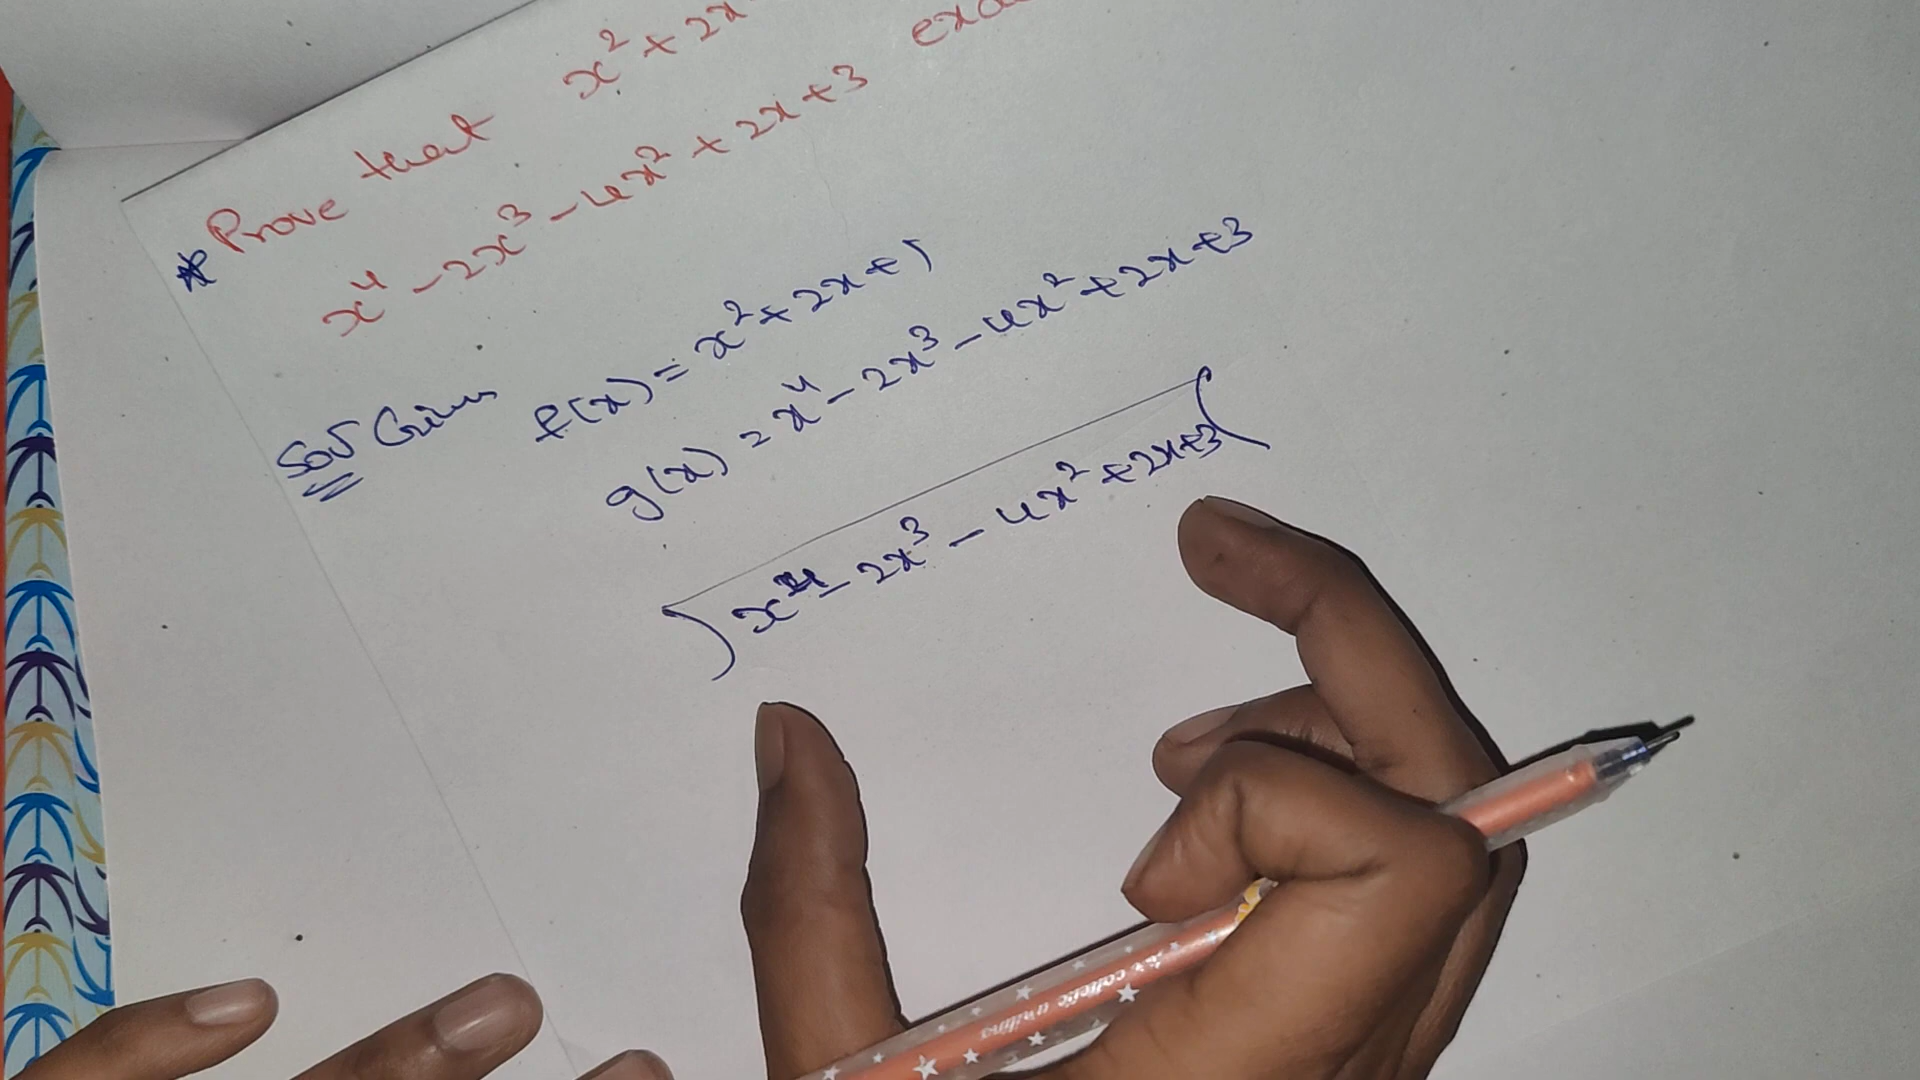 * Prove that x² + 2x
x⁴ - 2x³ - 4x² + 2x + 3
Sol Given f(x) = x² + 2x + 1
g(x) = x⁴ - 2x³ - 4x² + 2x + 3
x⁴ - 2x³ - 4x² + 2x + 3